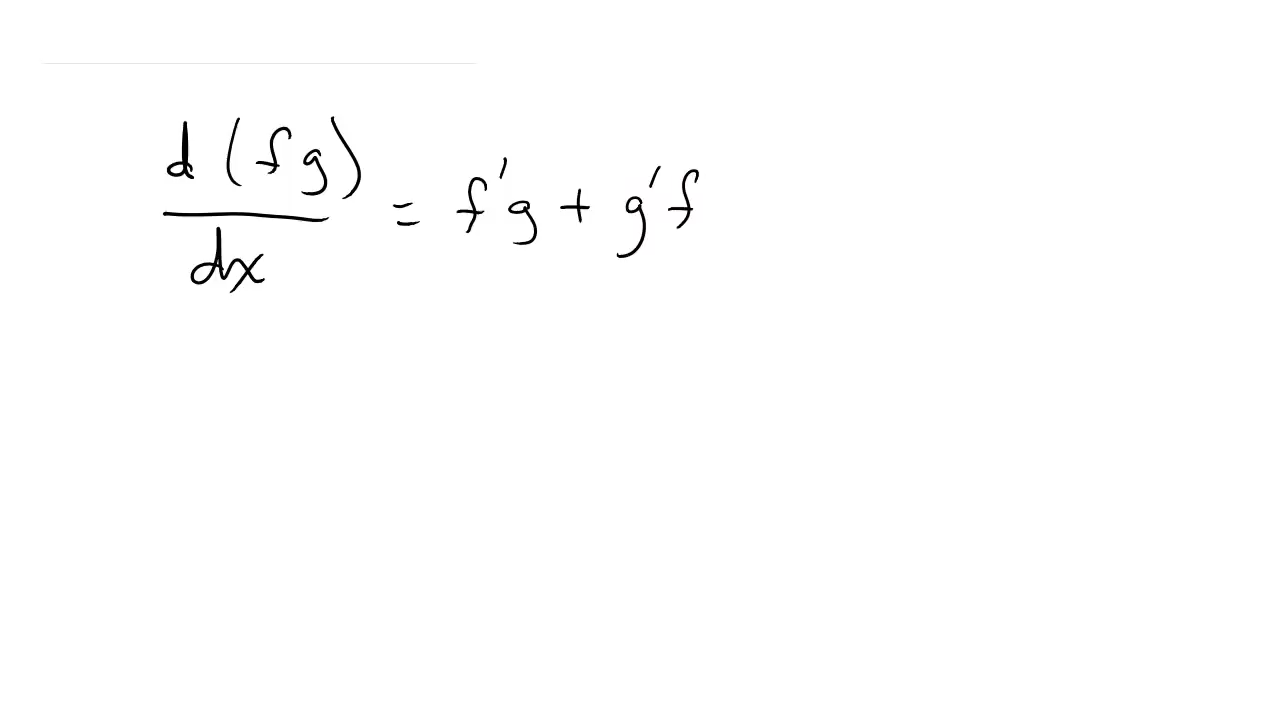 d(fg)/dx = f'g + g'f